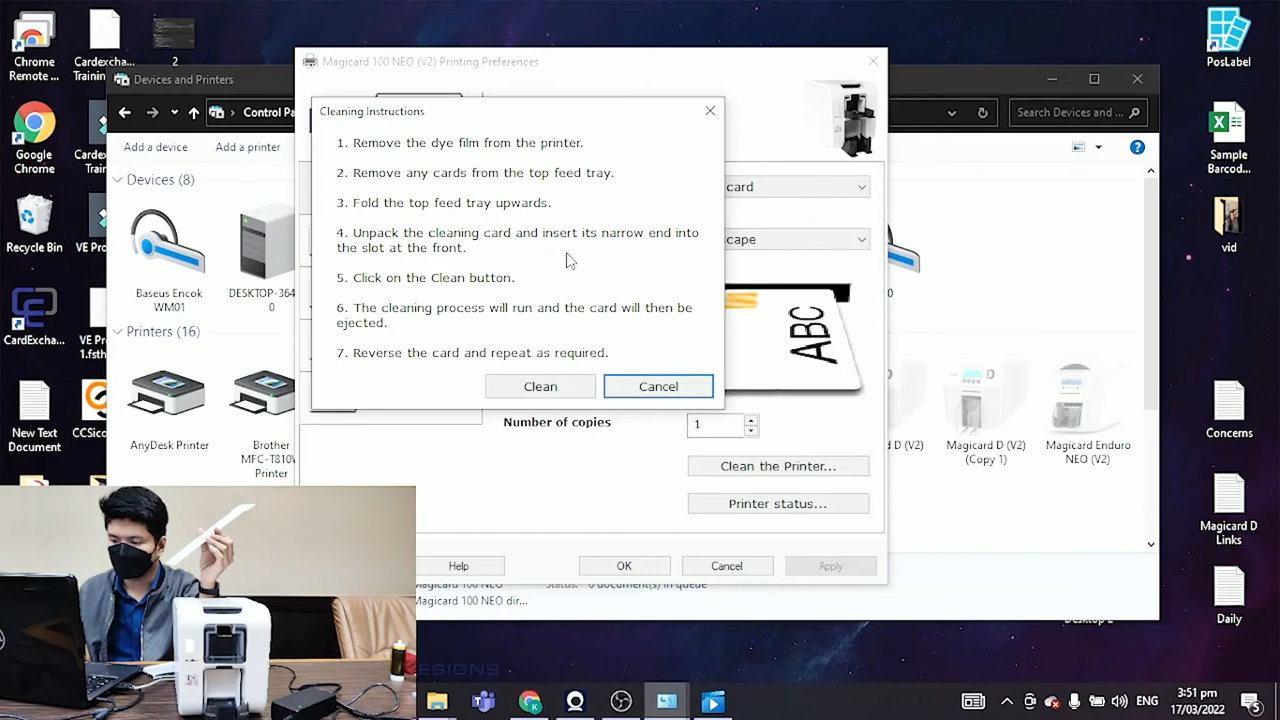 Chrome
Remote ...
Cardexcha...
Trainin...
2
Google
Chrome
Recycle Bin
CardExcha...
New Text
Document
PosLabel
Sample
Barcod...
vid
Concerns
Magicard D
Links
Daily
Devices and Printers
Control Pa
Search Devices and ...
Add a device
Add a printer
Devices (8)
Baseus Encok
WM01
DESKTOP-364
0
Printers (16)
AnyDesk Printer
Brother
MFC-T810W
Printer
D (V2)
Magicard D (V2)
(Copy 1)
Magicard Enduro
NEO (V2)
Magicard 100 NEO (V2) Printing Preferences
card
ABC
Number of copies
1
Clean the Printer...
Printer status...
Help
OK
Cancel
Apply
Cleaning Instructions
1. Remove the dye film from the printer.
2. Remove any cards from the top feed tray.
3. Fold the top feed tray upwards.
4. Unpack the cleaning card and insert its narrow end into
the slot at the front.
5. Click on the Clean button.
6. The cleaning process will run and the card will then be
ejected.
7. Reverse the card and repeat as required.
Clean
Cancel
Magicard 100 NEO
Status: 0 document(s) in queue
Magicard 100 NEO dir...
ESIGNS
ENG
3:51 pm
17/03/2022
5